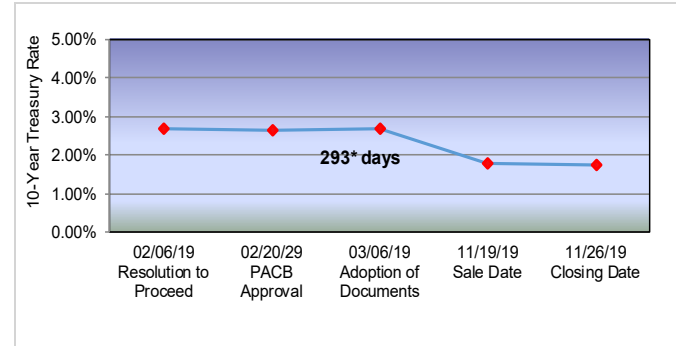 10-Year Treasury Rate
5.00%
4.00%
3.00%
2.00%
1.00%
0.00%
293* days
02/06/19
Resolution to
Proceed
02/20/29
PACB
Approval
03/06/19
Adoption of
Documents
11/19/19
Sale Date
11/26/19
Closing Date